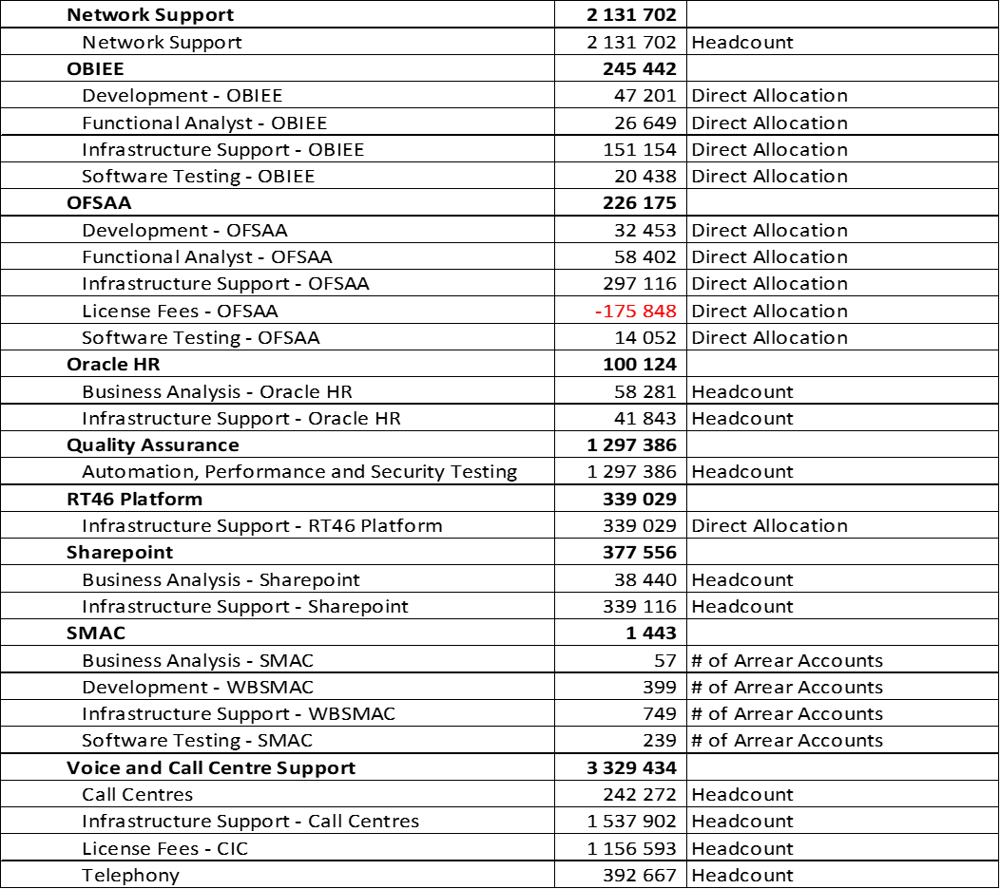 Network Support 2 131 702
Network Support 2 131 702 Headcount
OBIEE 245 442
Development - OBIEE 47 201 Direct Allocation
Functional Analyst - OBIEE 26 649 Direct Allocation
Infrastructure Support - OBIEE 151 154 Direct Allocation
Software Testing - OBIEE 20 438 Direct Allocation
OFSAA 226 175
Development - OFSAA 32 453 Direct Allocation
Functional Analyst - OFSAA 58 402 Direct Allocation
Infrastructure Support - OFSAA 297 116 Direct Allocation
License Fees - OFSAA -175 848 Direct Allocation
Software Testing - OFSAA 14 052 Direct Allocation
Oracle HR 100 124
Business Analysis - Oracle HR 58 281 Headcount
Infrastructure Support - Oracle HR 41 843 Headcount
Quality Assurance 1 297 386
Automation, Performance and Security Testing 1 297 386 Headcount
RT46 Platform 339 029
Infrastructure Support - RT46 Platform 339 029 Direct Allocation
Sharepoint 377 556
Business Analysis - Sharepoint 38 440 Headcount
Infrastructure Support - Sharepoint 339 116 Headcount
SMAC 1 443
Business Analysis - SMAC 57 # of Arrear Accounts
Development - WBSMAC 399 # of Arrear Accounts
Infrastructure Support - WBSMAC 749 # of Arrear Accounts
Software Testing - SMAC 239 # of Arrear Accounts
Voice and Call Centre Support 3 329 434
Call Centres 242 272 Headcount
Infrastructure Support - Call Centres 1 537 902 Headcount
License Fees - CIC 1 156 593 Headcount
Telephony 392 667 Headcount